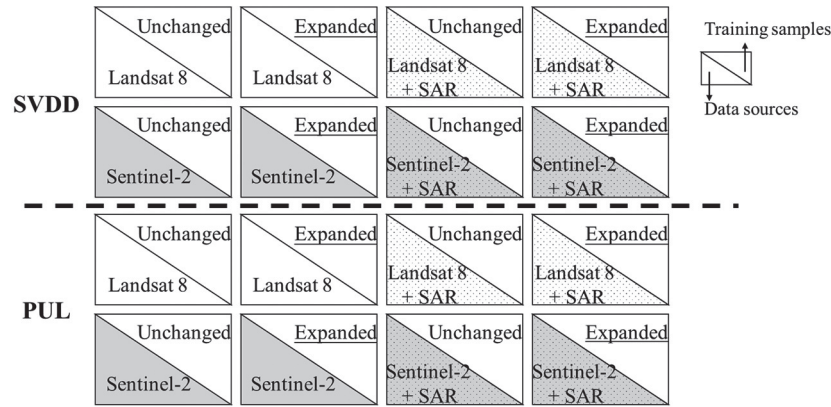 Unchanged Expanded Unchanged Expanded
Landsat 8 Landsat 8 Landsat 8 + SAR Landsat 8 + SAR
SVDD
Unchanged Expanded Unchanged Expanded
Sentinel-2 Sentinel-2 Sentinel-2 + SAR Sentinel-2 + SAR
Training samples
Data sources
Unchanged Expanded Unchanged Expanded
Landsat 8 Landsat 8 Landsat 8 + SAR Landsat 8 + SAR
PUL
Unchanged Expanded Unchanged Expanded
Sentinel-2 Sentinel-2 Sentinel-2 + SAR Sentinel-2 + SAR